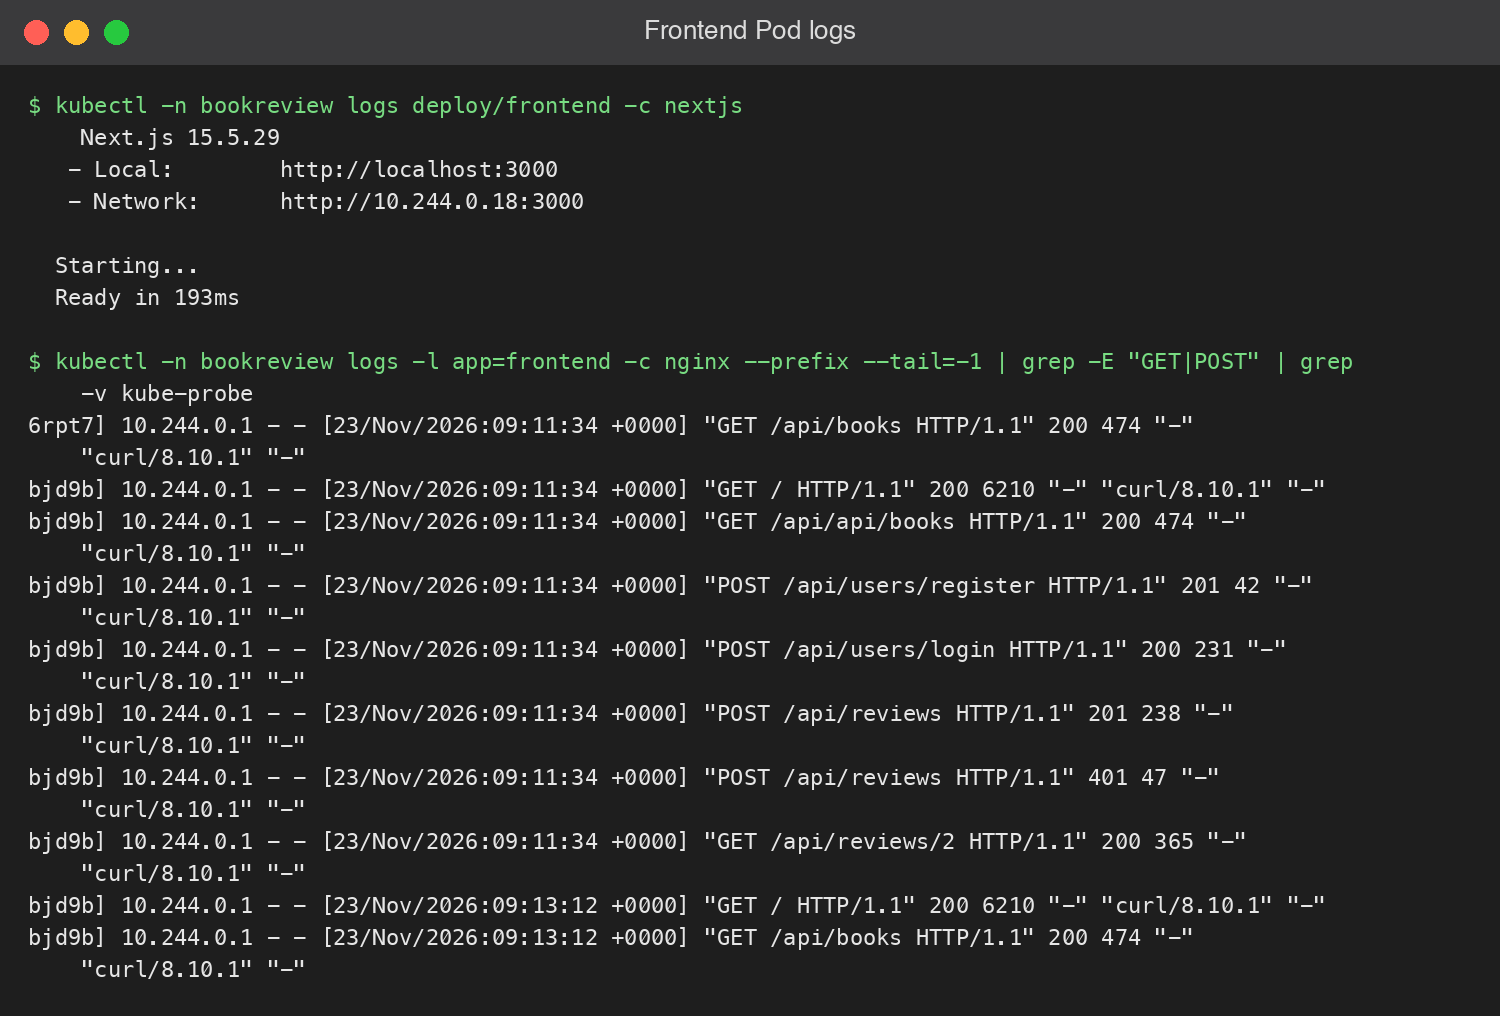 Frontend Pod logs
$ kubectl -n bookreview logs deploy/frontend -c nextjs
Next.js 15.5.29
- Local: http://localhost:3000
- Network: http://10.244.0.18:3000
Starting...
Ready in 193ms
$ kubectl -n bookreview logs -l app=frontend -c nginx --prefix --tail=-1 | grep -E "GET|POST" | grep
-v kube-probe
6rpt7] 10.244.0.1 - - [23/Nov/2026:09:11:34 +0000] "GET /api/books HTTP/1.1" 200 474 "-"
"curl/8.10.1" "-"
bjd9b] 10.244.0.1 - - [23/Nov/2026:09:11:34 +0000] "GET / HTTP/1.1" 200 6210 "-" "curl/8.10.1" "-"
bjd9b] 10.244.0.1 - - [23/Nov/2026:09:11:34 +0000] "GET /api/api/books HTTP/1.1" 200 474 "-"
"curl/8.10.1" "-"
bjd9b] 10.244.0.1 - - [23/Nov/2026:09:11:34 +0000] "POST /api/users/register HTTP/1.1" 201 42 "-"
"curl/8.10.1" "-"
bjd9b] 10.244.0.1 - - [23/Nov/2026:09:11:34 +0000] "POST /api/users/login HTTP/1.1" 200 231 "-"
"curl/8.10.1" "-"
bjd9b] 10.244.0.1 - - [23/Nov/2026:09:11:34 +0000] "POST /api/reviews HTTP/1.1" 201 238 "-"
"curl/8.10.1" "-"
bjd9b] 10.244.0.1 - - [23/Nov/2026:09:11:34 +0000] "POST /api/reviews HTTP/1.1" 401 47 "-"
"curl/8.10.1" "-"
bjd9b] 10.244.0.1 - - [23/Nov/2026:09:11:34 +0000] "GET /api/reviews/2 HTTP/1.1" 200 365 "-"
"curl/8.10.1" "-"
bjd9b] 10.244.0.1 - - [23/Nov/2026:09:13:12 +0000] "GET / HTTP/1.1" 200 6210 "-" "curl/8.10.1" "-"
bjd9b] 10.244.0.1 - - [23/Nov/2026:09:13:12 +0000] "GET /api/books HTTP/1.1" 200 474 "-"
"curl/8.10.1" "-"